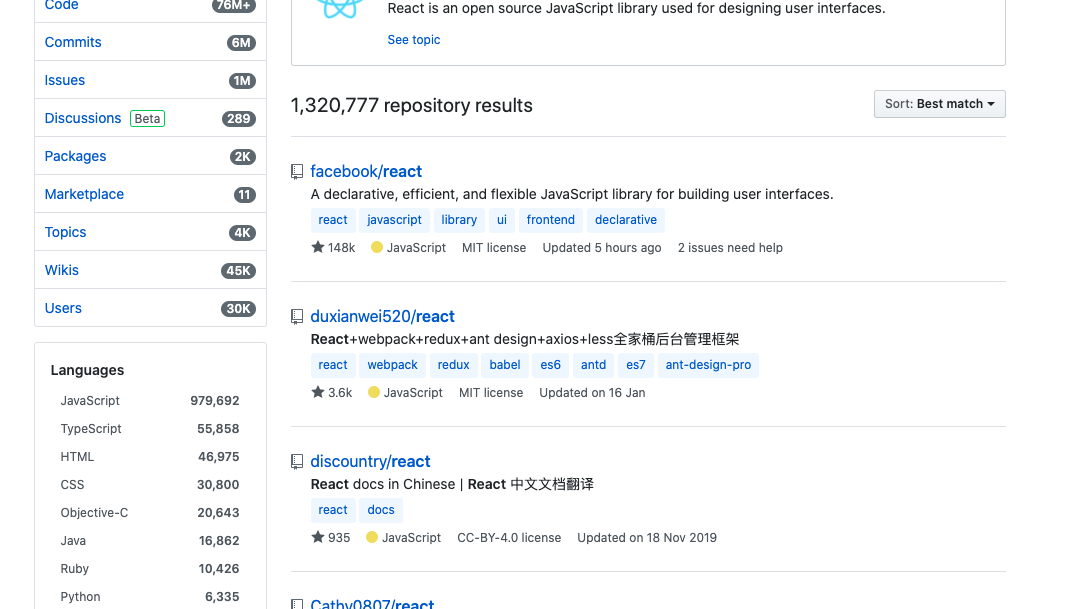 Code 76M+
Commits 6M
Issues 1M
Discussions Beta 289
Packages 2K
Marketplace 11
Topics 4K
Wikis 45K
Users 30K
Languages
JavaScript 979,692
TypeScript 55,858
HTML 46,975
CSS 30,800
Objective-C 20,643
Java 16,862
Ruby 10,426
Python 6,335
React is an open source JavaScript library used for designing user interfaces.
See topic
1,320,777 repository results
Sort: Best match
facebook/react
A declarative, efficient, and flexible JavaScript library for building user interfaces.
react javascript library ui frontend declarative
148k JavaScript MIT license Updated 5 hours ago 2 issues need help
duxianwei520/react
React+webpack+redux+ant design+axios+less全家桶后台管理框架
react webpack redux babel es6 antd es7 ant-design-pro
3.6k JavaScript MIT license Updated on 16 Jan
discountry/react
React docs in Chinese | React 中文文档翻译
react docs
935 JavaScript CC-BY-4.0 license Updated on 18 Nov 2019
Cathy0807/react